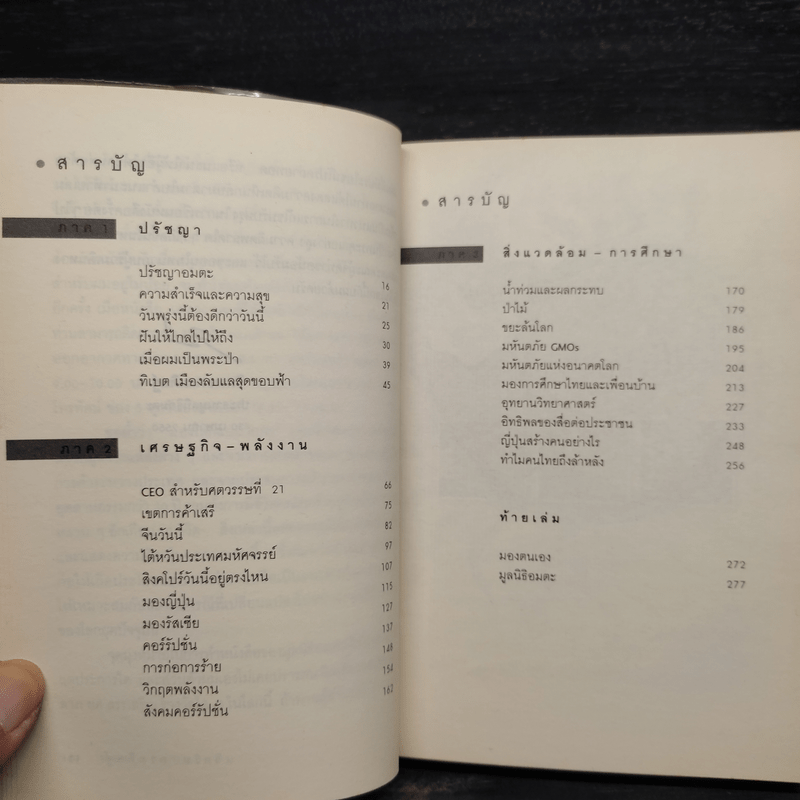 สารบัญ
ภาค 1 ปรัชญา
ปรัชญาอมตะ 16
ความสำเร็จและความสุข 21
วันพรุ่งนี้ต้องดีกว่าวันนี้ 25
ฝันให้ไกลไปให้ถึง 30
เมื่อผมเป็นพระป่า 39
ทิเบต เมืองลับแลสุดขอบฟ้า 45
ภาค 2 เศรษฐกิจ – พลังงาน
CEO สำหรับศตวรรษที่ 21 66
เขตการค้าเสรี 75
จีนวันนี้ 82
ไต้หวันประเทศมหัศจรรย์ 97
สิงคโปร์วันนี้อยู่ตรงไหน 107
มองญี่ปุ่น 115
มองรัสเซีย 127
คอร์รัปชั่น 137
การก่อการร้าย 148
วิกฤตพลังงาน 154
สังคมคอร์รัปชั่น 162
สารบัญ
ภาค 3 สิ่งแวดล้อม – การศึกษา
น้ำท่วมและผลกระทบ 170
ป่าไม้ 179
ขยะล้นโลก 186
มหันตภัย GMOs 195
มหันตภัยแห่งอนาคตโลก 204
มองการศึกษาไทยและเพื่อนบ้าน 213
อุทยานวิทยาศาสตร์ 227
อิทธิพลของสื่อต่อประชาชน 233
ญี่ปุ่นสร้างคนอย่างไร 248
ทำไมคนไทยถึงล้าหลัง 256
ท้ายเล่ม
มองตนเอง 272
มูลนิธิอมตะ 277